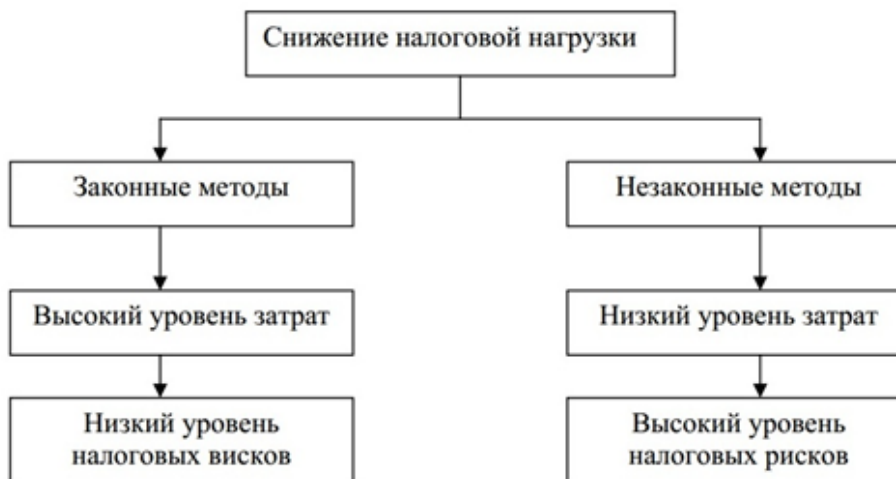 Снижение налоговой нагрузки
Законные методы
Незаконные методы
Высокий уровень затрат
Низкий уровень затрат
Низкий уровень
налоговых висков
Высокий уровень
налоговых рисков